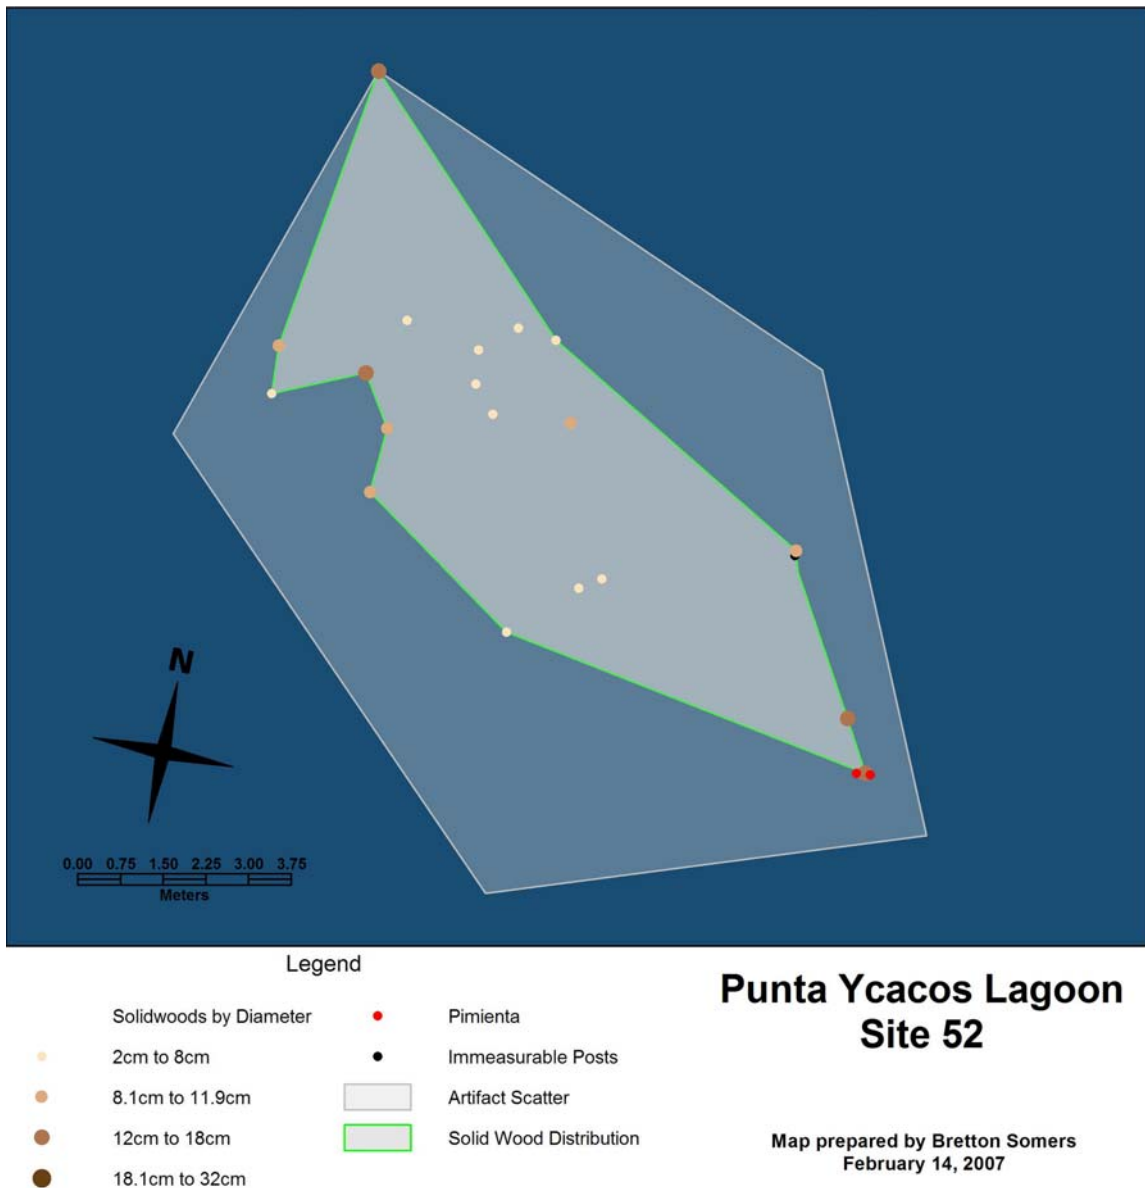 N
0.00 0.75 1.50 2.25 3.00 3.75
Meters
Legend
Solidwoods by Diameter
2cm to 8cm
8.1cm to 11.9cm
12cm to 18cm
18.1cm to 32cm
Pimienta
Immeasurable Posts
Artifact Scatter
Solid Wood Distribution
Punta Ycacos Lagoon
Site 52
Map prepared by Bretton Somers
February 14, 2007